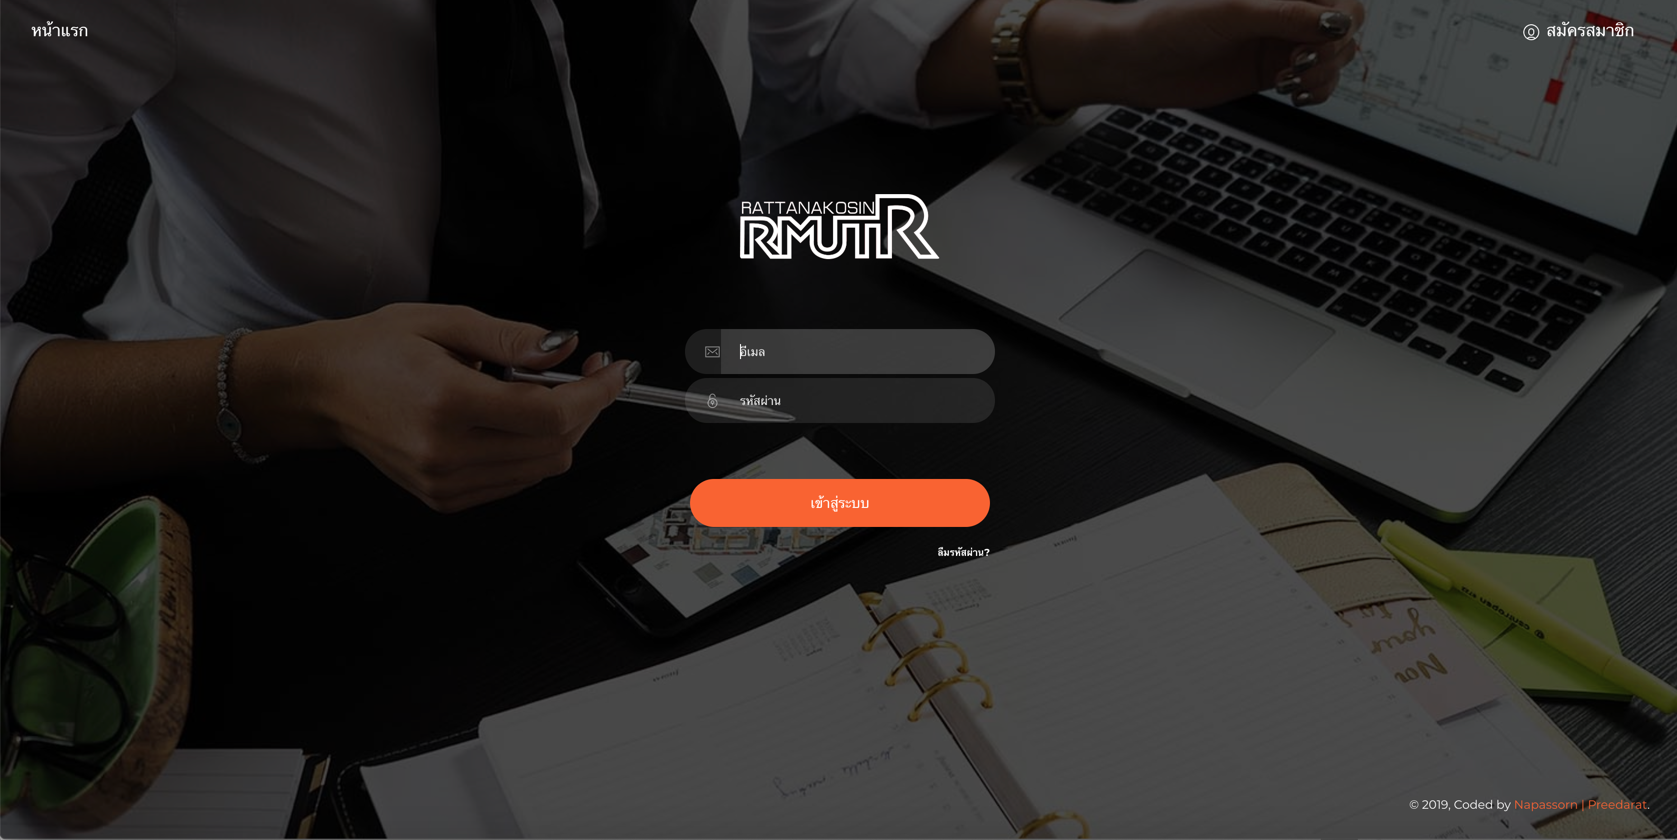 หน้าแรก
สมัครสมาชิก
RATTANAKOSIN
RMUTR
อีเมล
รหัสผ่าน
เข้าสู่ระบบ
ลืมรหัสผ่าน?
© 2019, Coded by Napassorn | Preedarat.